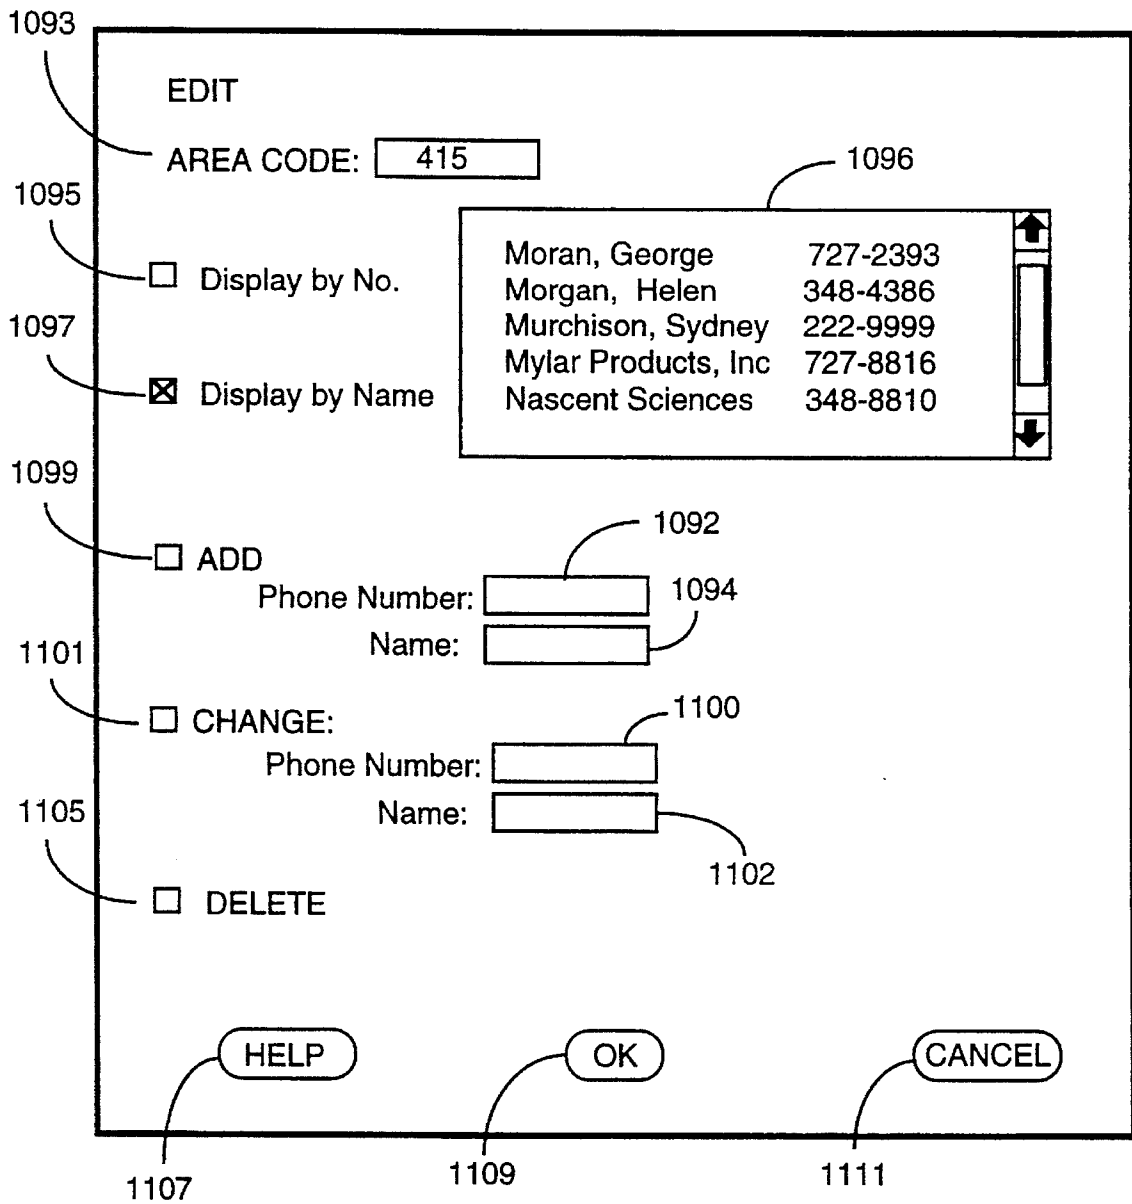 1093
EDIT
AREA CODE: 415
1096
1095
Moran, George 727-2393
Display by No.
Morgan, Helen 348-4386
1097
Murchison, Sydney 222-9999
Mylar Products, Inc 727-8816
Display by Name
Nascent Sciences 348-8810
1099
1092
ADD
Phone Number:
1094
Name:
1101
1100
CHANGE:
Phone Number:
1105
Name:
1102
DELETE
HELP OK CANCEL
1107 1109 1111